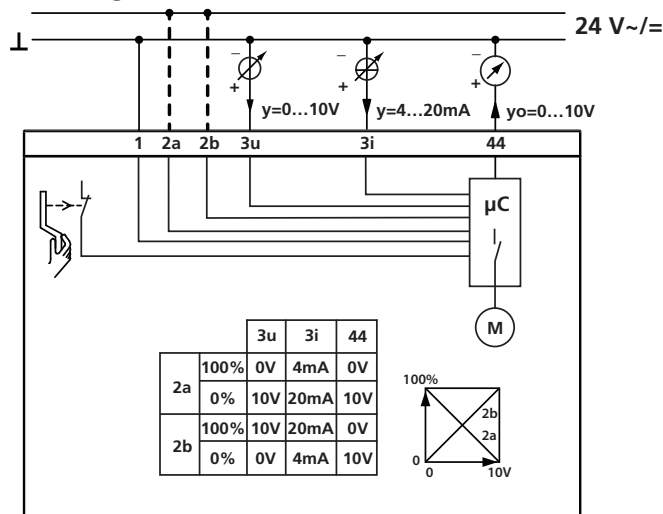 24 V~/=
⊥
− − −
+ + +
y=0...10V y=4...20mA yo=0...10V
1 2a 2b 3u 3i 44
µC
M
3u 3i 44
2a 100% 0V 4mA 0V
0% 10V 20mA 10V
2b 100% 10V 20mA 0V
0% 0V 4mA 10V
100%
2b
2a
0
0 10V